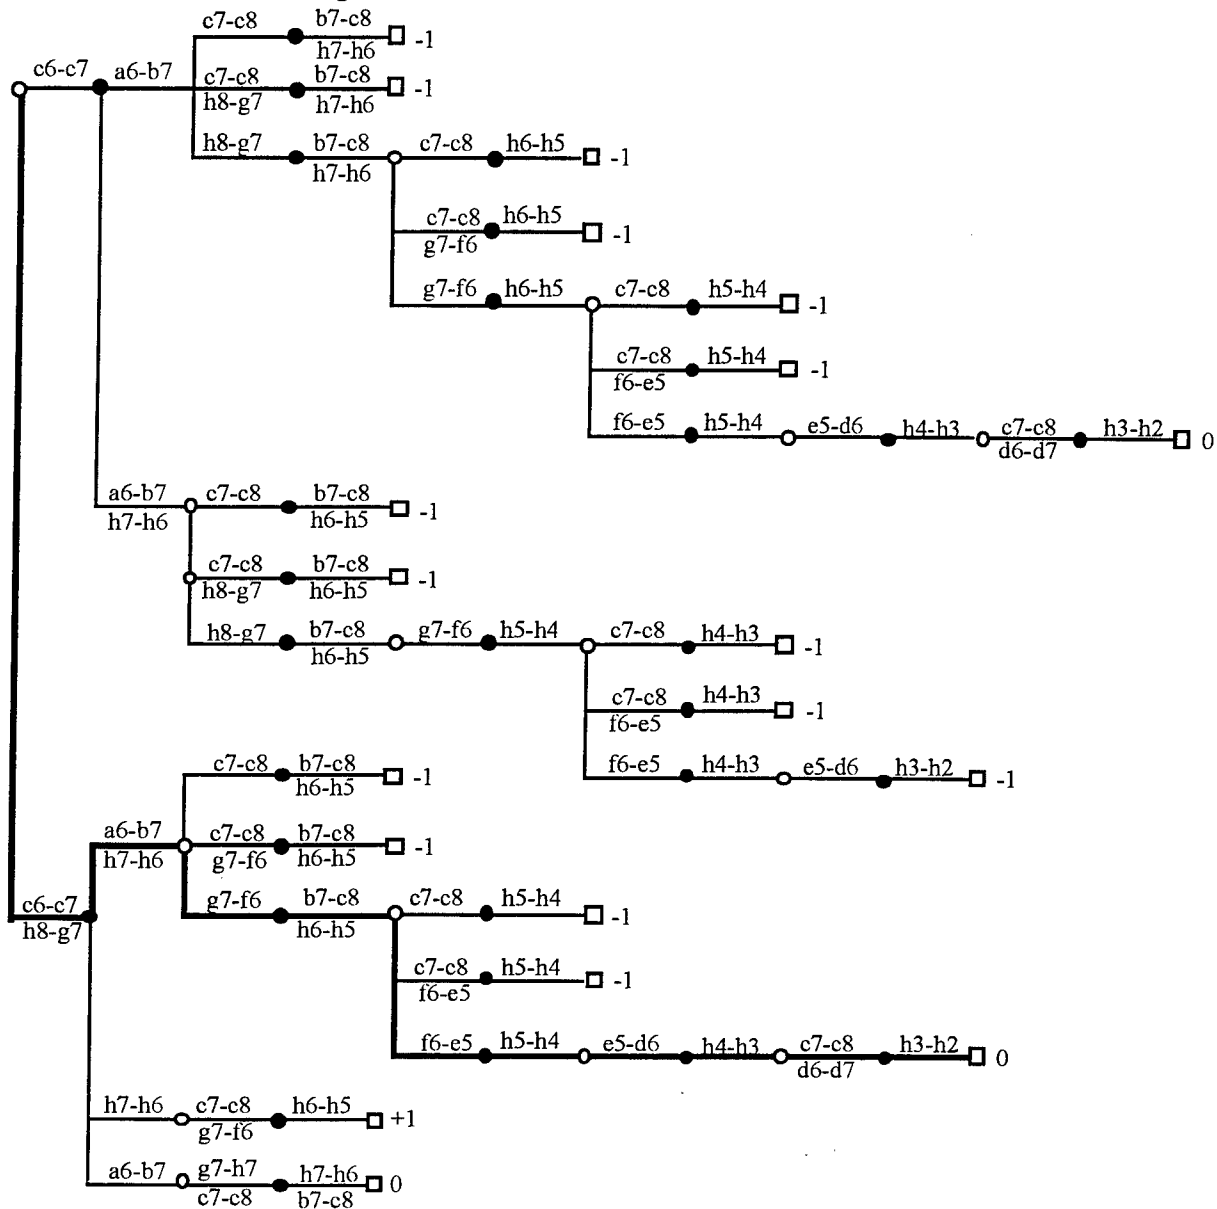 c7-c8 b7-c8
h7-h6 -1
c6-c7 a6-b7 c7-c8 b7-c8 -1
h8-g7 h7-h6
h8-g7 b7-c8 c7-c8 h6-h5 -1
h7-h6
c7-c8 h6-h5 -1
g7-f6
g7-f6 h6-h5 c7-c8 h5-h4 -1
c7-c8 h5-h4 -1
f6-e5
f6-e5 h5-h4 e5-d6 h4-h3 c7-c8 h3-h2 0
d6-d7
a6-b7 c7-c8 b7-c8 -1
h7-h6 h6-h5
c7-c8 b7-c8 -1
h8-g7 h6-h5
h8-g7 b7-c8 g7-f6 h5-h4 c7-c8 h4-h3 -1
h6-h5
c7-c8 h4-h3 -1
f6-e5
f6-e5 h4-h3 e5-d6 h3-h2 -1
c7-c8 b7-c8 -1
h6-h5
a6-b7 c7-c8 b7-c8 -1
h7-h6 g7-f6 h6-h5
c6-c7 g7-f6 b7-c8 c7-c8 h5-h4 -1
h8-g7 h6-h5
c7-c8 h5-h4 -1
f6-e5
f6-e5 h5-h4 e5-d6 h4-h3 c7-c8 h3-h2 0
d6-d7
h7-h6 c7-c8 h6-h5 +1
g7-f6
a6-b7 g7-h7 h7-h6 0
c7-c8 b7-c8